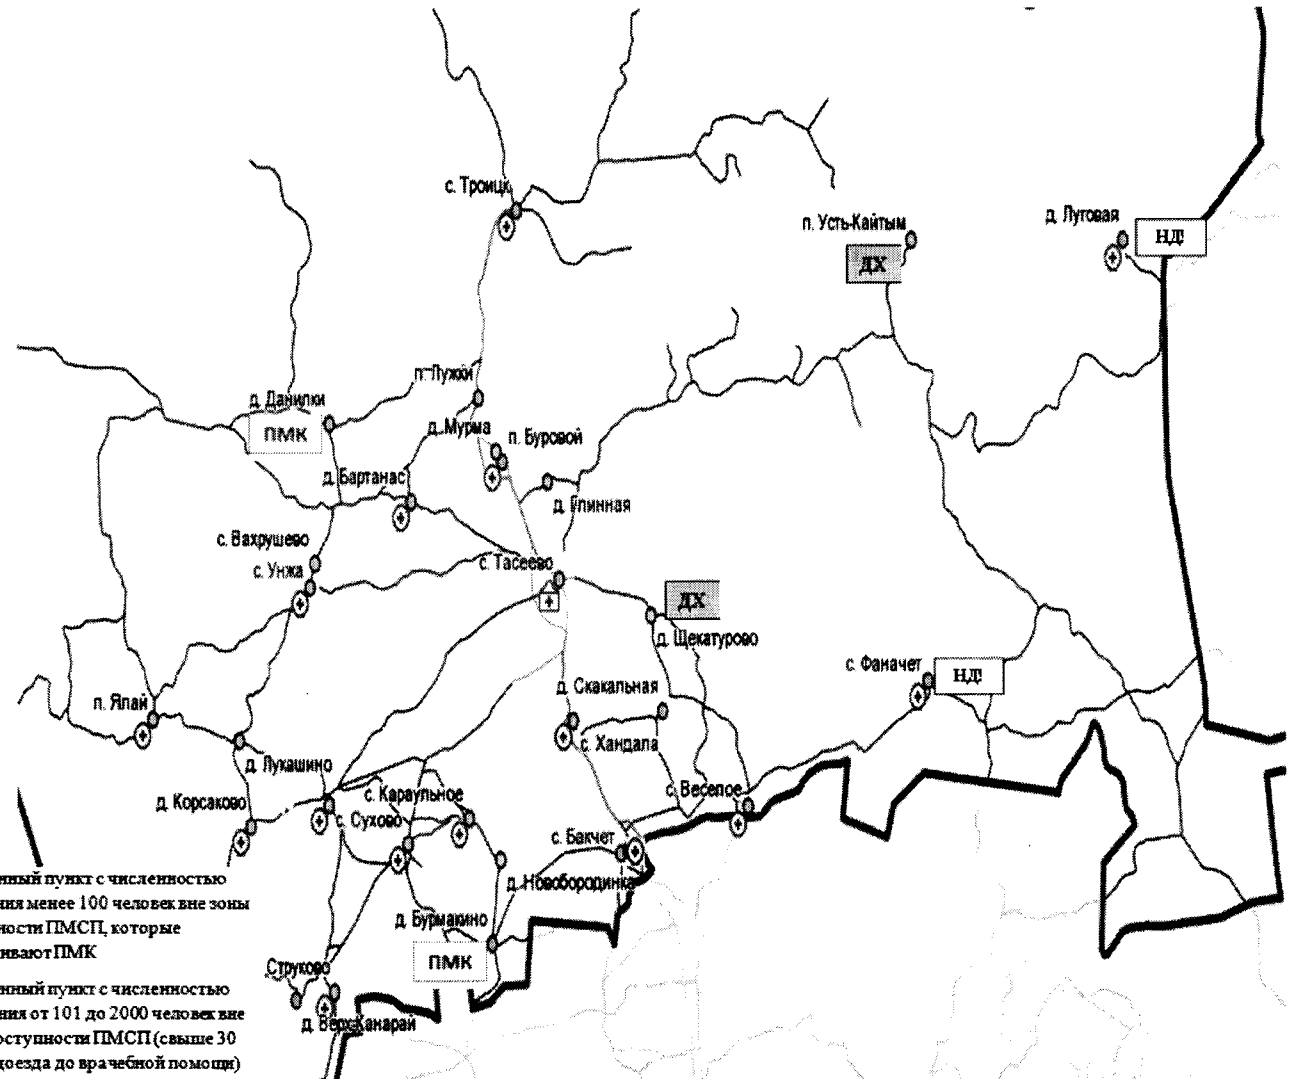 с. Троицк
п. Усть-Кайтым
д. Луговая
НД!
ДХ
п. Лужки
д. Данилки
ПМК
д. Мурма
п. Буровой
д. Бартанас
д. Глинная
с. Вахрушево
с. Тасеево
с. Унжа
ДХ
д. Щекатурово
с. Фаначет
НД!
д. Скакальная
п. Япай
с. Хандала
д. Лукашино
с. Веселое
с. Караульное
д. Корсаково
с. Сухово
с. Бакчет
нный пункт с численностью
д. Новобородинка
ния менее 100 человек вне зоны
ности ПМСП, которые
д. Бурмакино
ивают ПМК
ПМК
Струково
нный пункт с численностью
ния от 101 до 2000 человек вне
д. Верх-Канарай
оступности ПМСП (свыше 30
доезда до врачебной помощи)